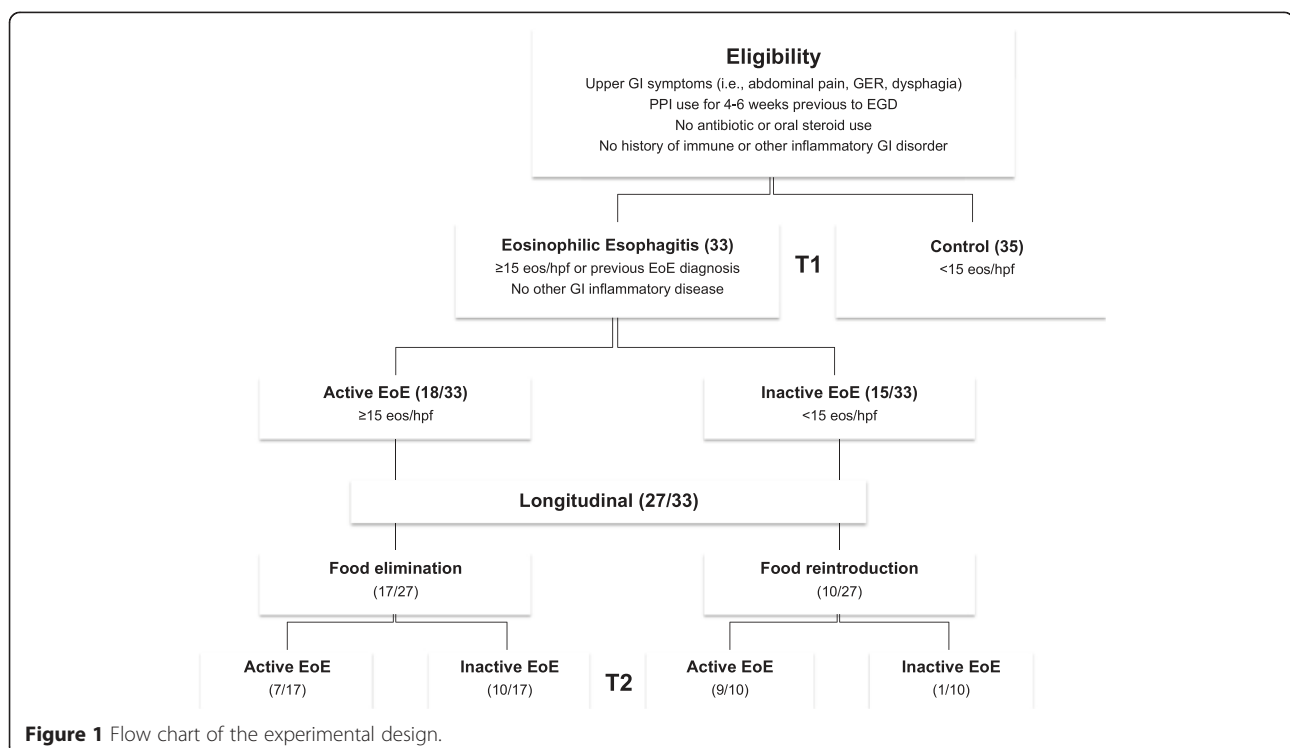 Eligibility
Upper GI symptoms (i.e., abdominal pain, GER, dysphagia)
PPI use for 4-6 weeks previous to EGD
No antibiotic or oral steroid use
No history of immune or other inflammatory GI disorder
Eosinophilic Esophagitis (33)
≥15 eos/hpf or previous EoE diagnosis
No other GI inflammatory disease
T1
Control (35)
<15 eos/hpf
Active EoE (18/33)
≥15 eos/hpf
Inactive EoE (15/33)
<15 eos/hpf
Longitudinal (27/33)
Food elimination
(17/27)
Food reintroduction
(10/27)
Active EoE
(7/17)
Inactive EoE
(10/17)
T2
Active EoE
(9/10)
Inactive EoE
(1/10)
Figure 1 Flow chart of the experimental design.